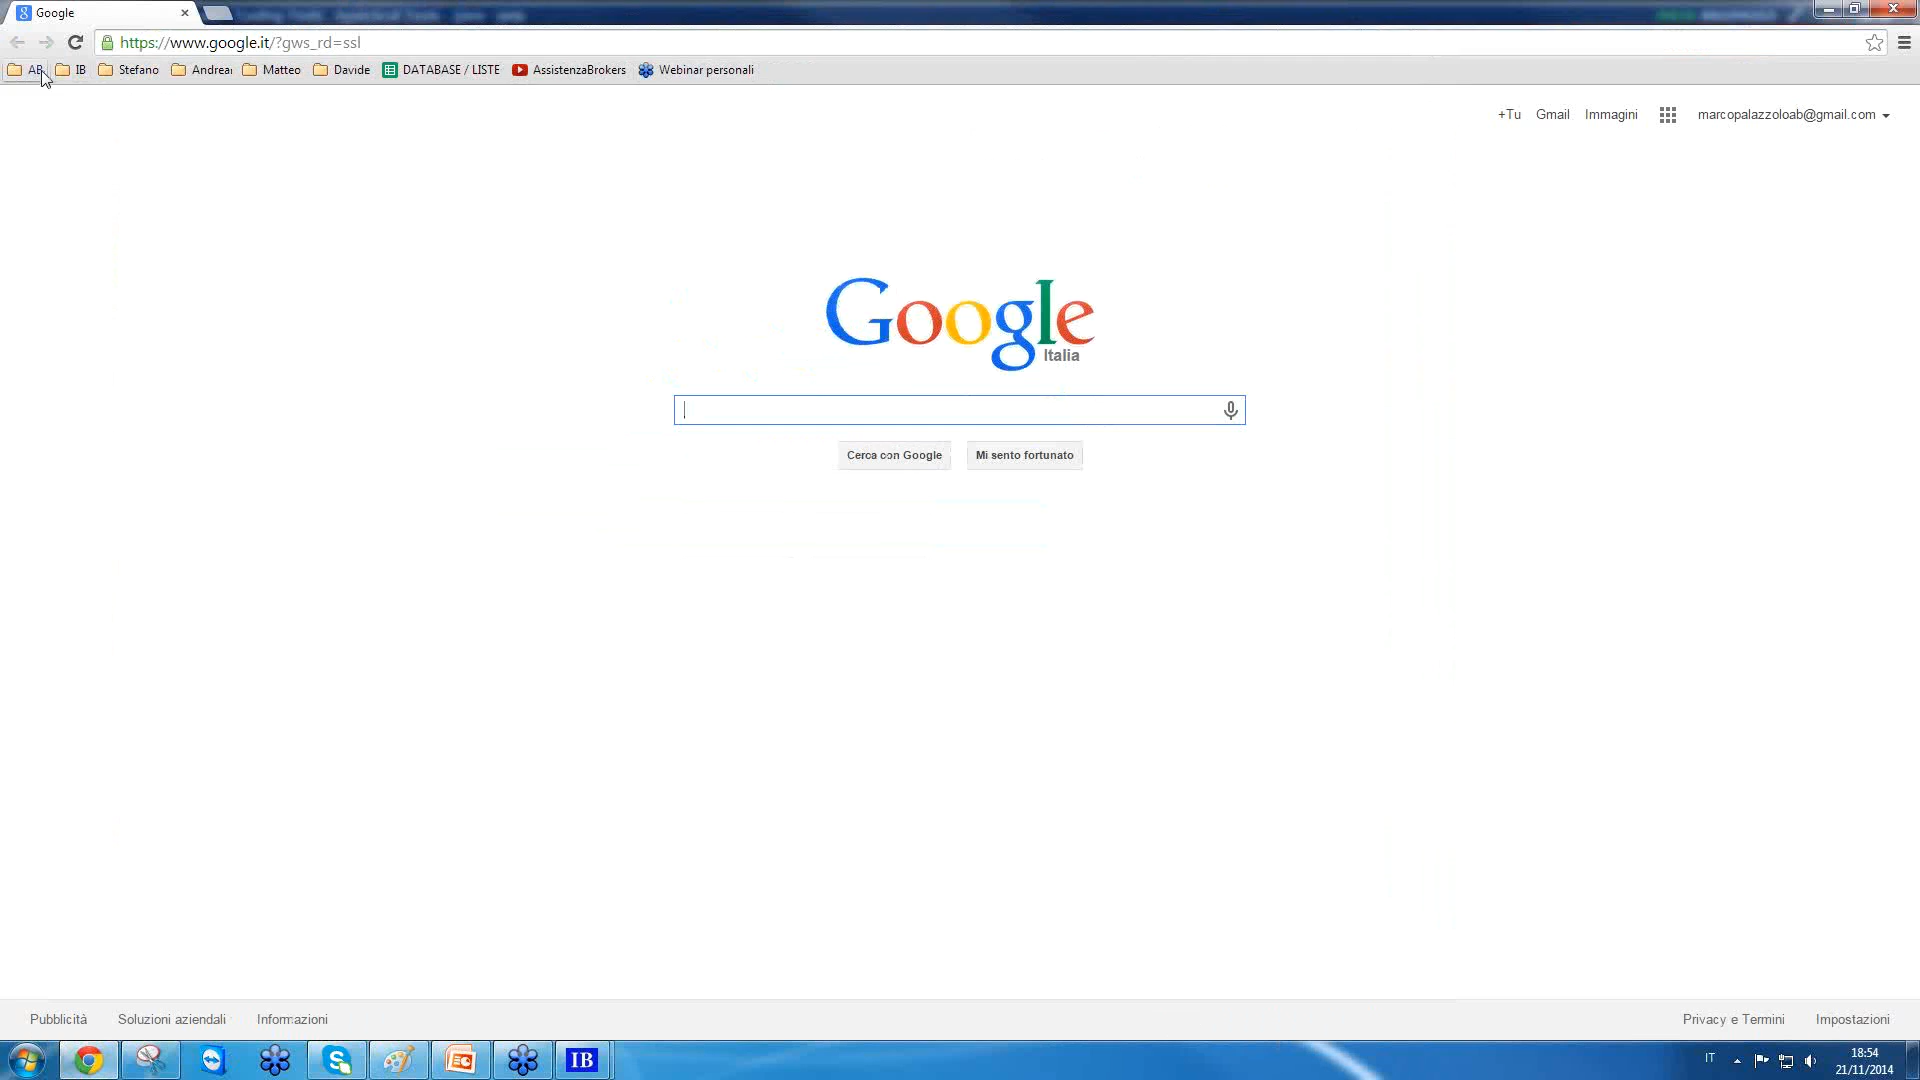 Google
https://www.google.it/?gws_rd=ssl
AB IB Stefano Andrea Matteo Davide DATABASE / LISTE AssistenzaBrokers Webinar personali
+Tu Gmail Immagini marcopalazzoloab@gmail.com
Google
Italia
Cerca con Google Mi sento fortunato
Pubblicità Soluzioni aziendali Informazioni Privacy e Termini Impostazioni
IB IT 18:54
21/11/2014